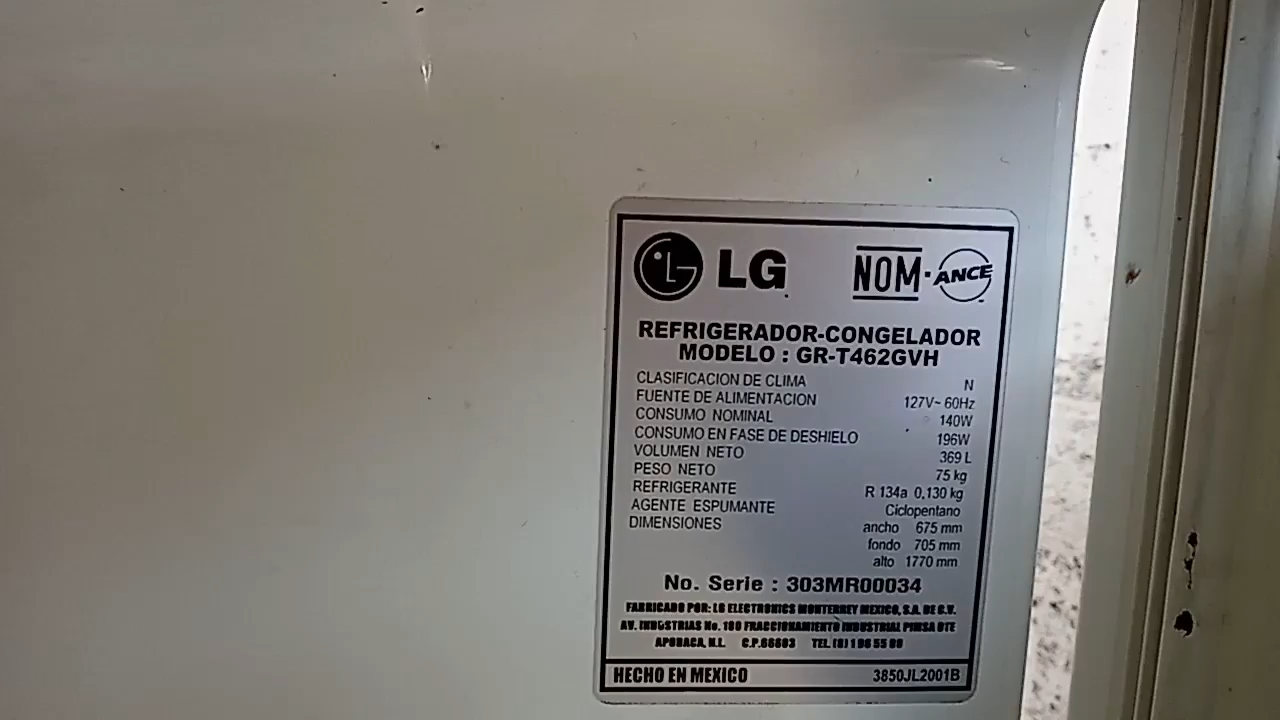 LG NOM-ANCE
REFRIGERADOR-CONGELADOR
MODELO : GR-T462GVH
CLASIFICACION DE CLIMA N
FUENTE DE ALIMENTACION 127V~ 60Hz
CONSUMO NOMINAL 140W
CONSUMO EN FASE DE DESHIELO 196W
VOLUMEN NETO 369 L
PESO NETO 75 kg
REFRIGERANTE R 134a 0,130 kg
AGENTE ESPUMANTE Ciclopentano
DIMENSIONES ancho 675 mm
fondo 705 mm
alto 1770 mm
No. Serie : 303MR00034
FABRICADO POR: LG ELECTRONICS MONTERREY MEXICO, S.A. DE C.V.
AV. INDUSTRIAS No. 180 FRACCIONAMIENTO INDUSTRIAL PIMSA OTE
APODACA, N.L. C.P.66603 TEL.
HECHO EN MEXICO 3850JL2001B